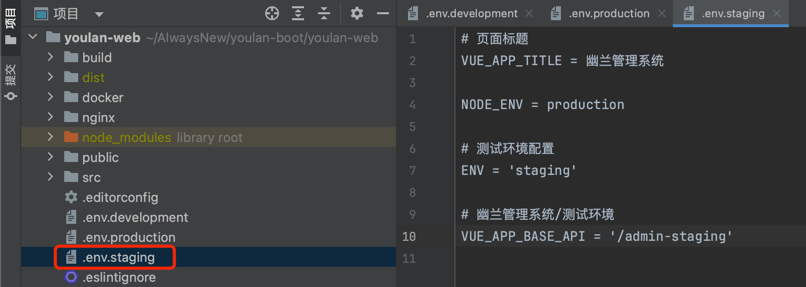 项目
提交
项目
youlan-web ~/AlwaysNew/youlan-boot/youlan-web
build
dist
docker
nginx
node_modules library root
public
src
.editorconfig
.env.development
.env.production
.env.staging
.eslintignore
.env.development
.env.production
.env.staging
1 # 页面标题
2 VUE_APP_TITLE = 幽兰管理系统
3
4 NODE_ENV = production
5
6 # 测试环境配置
7 ENV = 'staging'
8
9 # 幽兰管理系统/测试环境
10 VUE_APP_BASE_API = '/admin-staging'
11